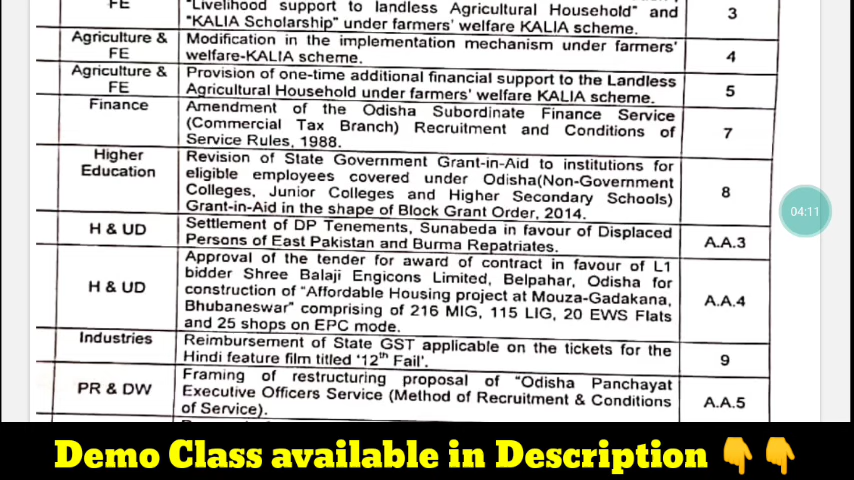 FE
"Livelihood support to landless Agricultural Household" and
"KALIA Scholarship" under farmers' welfare KALIA scheme.
3
Agriculture &
FE
Modification in the implementation mechanism under farmers'
welfare-KALIA scheme.
4
Agriculture &
FE
Provision of one-time additional financial support to the Landless
Agricultural Household under farmers' welfare KALIA scheme.
5
Finance
Amendment of the Odisha Subordinate Finance Service
(Commercial Tax Branch) Recruitment and Conditions of
Service Rules, 1988.
7
Higher
Education
Revision of State Government Grant-in-Aid to institutions for
eligible employees covered under Odisha(Non-Government
Colleges, Junior Colleges and Higher Secondary Schools)
Grant-in-Aid in the shape of Block Grant Order, 2014.
8
04:11
H & UD
Settlement of DP Tenements, Sunabeda in favour of Displaced
Persons of East Pakistan and Burma Repatriates.
A.A.3
H & UD
Approval of the tender for award of contract in favour of L1
bidder Shree Balaji Engicons Limited, Belpahar, Odisha for
construction of "Affordable Housing project at Mouza-Gadakana,
Bhubaneswar" comprising of 216 MIG, 115 LIG, 20 EWS Flats
and 25 shops on EPC mode.
A.A.4
Industries
Reimbursement of State GST applicable on the tickets for the
Hindi feature film titled '12th Fail'.
9
PR & DW
Framing of restructuring proposal of "Odisha Panchayat
Executive Officers Service (Method of Recruitment & Conditions
of Service).
A.A.5
Demo Class available in Description 👇👇